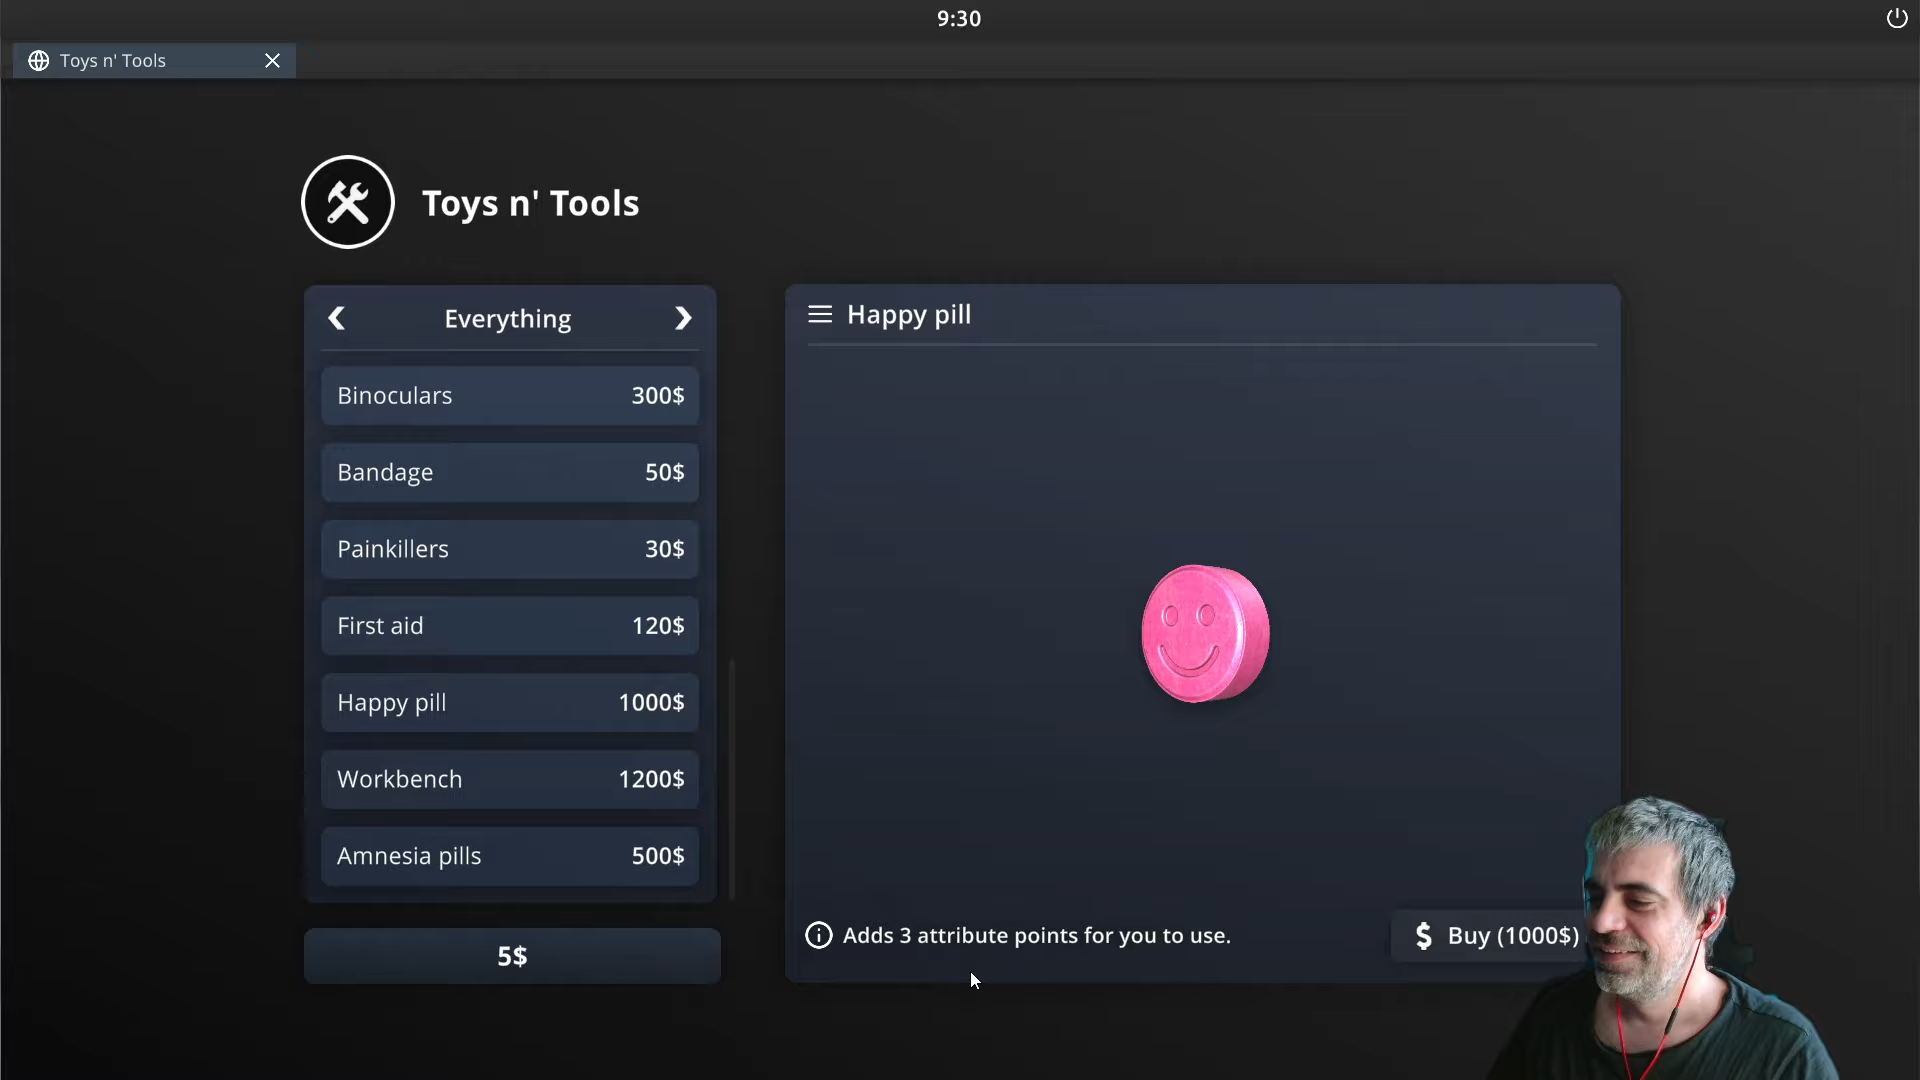 9:30
Toys n' Tools
Toys n' Tools
Everything
Binoculars 300$
Bandage 50$
Painkillers 30$
First aid 120$
Happy pill 1000$
Workbench 1200$
Amnesia pills 500$
5$
Happy pill
Adds 3 attribute points for you to use.
$ Buy (1000$)